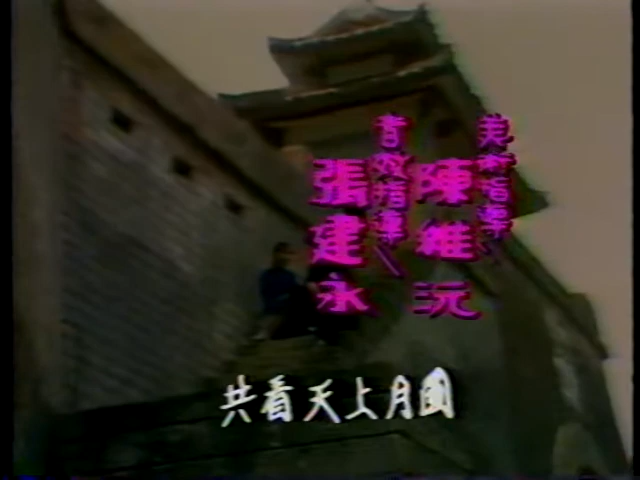 美術指導
陳維沅
音效指導
張建永
共看天上月圓